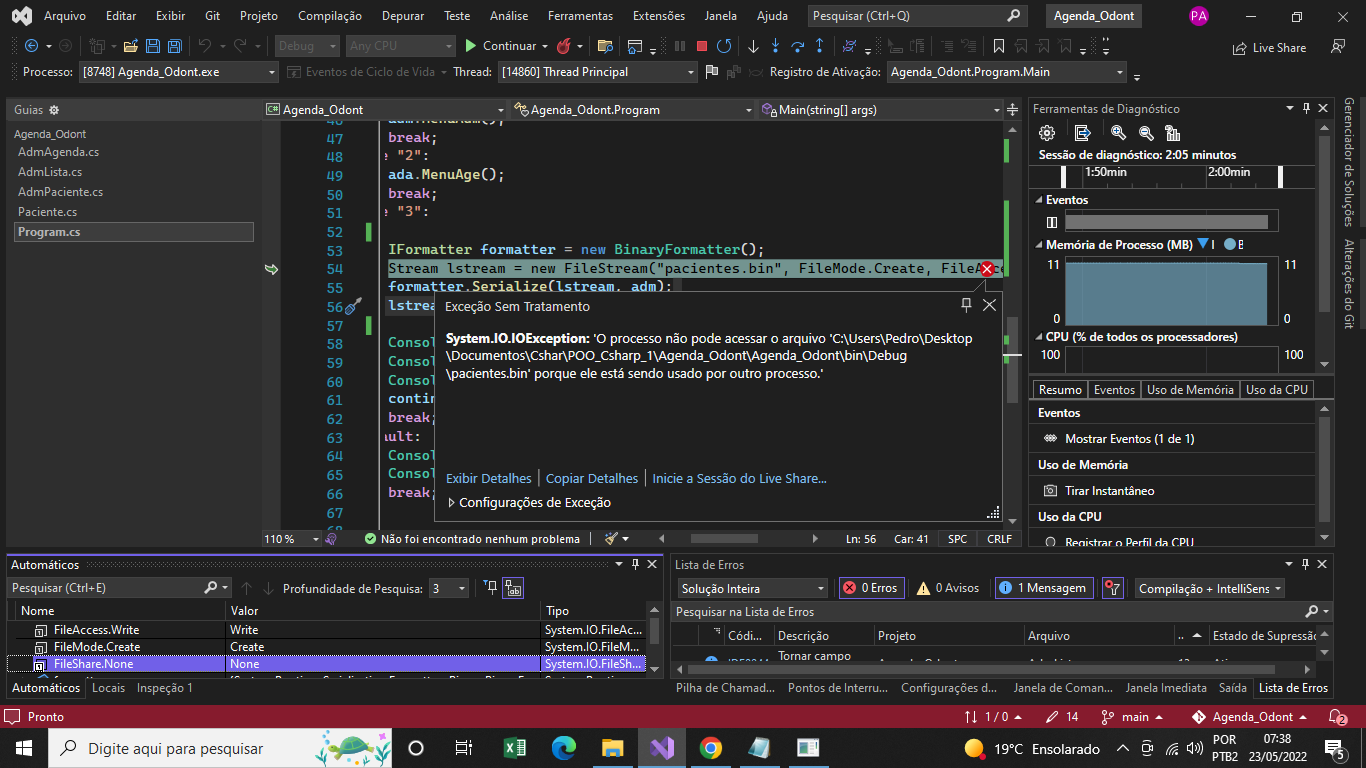 Arquivo Editar Exibir Git Projeto Compilação Depurar Teste Análise Ferramentas Extensões Janela Ajuda Pesquisar (Ctrl+Q) Agenda_Odont PA
Debug Any CPU Continuar Live Share
Processo: [8748] Agenda_Odont.exe Eventos de Ciclo de Vida Thread: [14860] Thread Principal Registro de Ativação: Agenda_Odont.Program.Main
Guias
Agenda_Odont
AdmAgenda.cs
AdmLista.cs
AdmPaciente.cs
Paciente.cs
Program.cs
Agenda_Odont Agenda_Odont.Program Main(string[] args)
46 adm.MenuAdm();
47 break;
48 e "2":
49 ada.MenuAge();
50 break;
51 e "3":
52
53 IFormatter formatter = new BinaryFormatter();
54 Stream lstream = new FileStream("pacientes.bin", FileMode.Create, FileAcce
55 formatter.Serialize(lstream, adm);
56 lstrea
57
58 Consol
59 Consol
60 Consol
61 contin
62 break;
63 ault:
64 Consol
65 Consol
66 break;
67
68
Exceção Sem Tratamento
System.IO.IOException: 'O processo não pode acessar o arquivo 'C:\Users\Pedro\Desktop
\Documentos\Cshar\POO_Csharp_1\Agenda_Odont\Agenda_Odont\bin\Debug
\pacientes.bin' porque ele está sendo usado por outro processo.'
Exibir Detalhes Copiar Detalhes Inicie a Sessão do Live Share...
Configurações de Exceção
110 % Não foi encontrado nenhum problema Ln: 56 Car: 41 SPC CRLF
Ferramentas de Diagnóstico
Sessão de diagnóstico: 2:05 minutos
1:50min 2:00min
Eventos
Memória de Processo (MB) I B
11 11
0 0
CPU (% de todos os processadores)
100 100
Resumo Eventos Uso de Memória Uso da CPU
Eventos
Mostrar Eventos (1 de 1)
Uso de Memória
Tirar Instantâneo
Uso da CPU
Registrar o Perfil da CPU
Gerenciador de Soluções
Alterações do Git
Automáticos
Pesquisar (Ctrl+E) Profundidade de Pesquisa: 3
Nome Valor Tipo
FileAccess.Write Write System.IO.FileAc...
FileMode.Create Create System.IO.FileM...
FileShare.None None System.IO.FileSh...
Automáticos Locais Inspeção 1
Lista de Erros
Solução Inteira 0 Erros 0 Avisos 1 Mensagem Compilação + IntelliSens
Pesquisar na Lista de Erros
Códi... Descrição Projeto Arquivo .. Estado de Supressão
Tornar campo
Pilha de Chamad... Pontos de Interru... Configurações d... Janela de Coman... Janela Imediata Saída Lista de Erros
Pronto 1 / 0 14 main Agenda_Odont 2
Digite aqui para pesquisar 19°C Ensolarado POR PTB2 07:38 23/05/2022 5